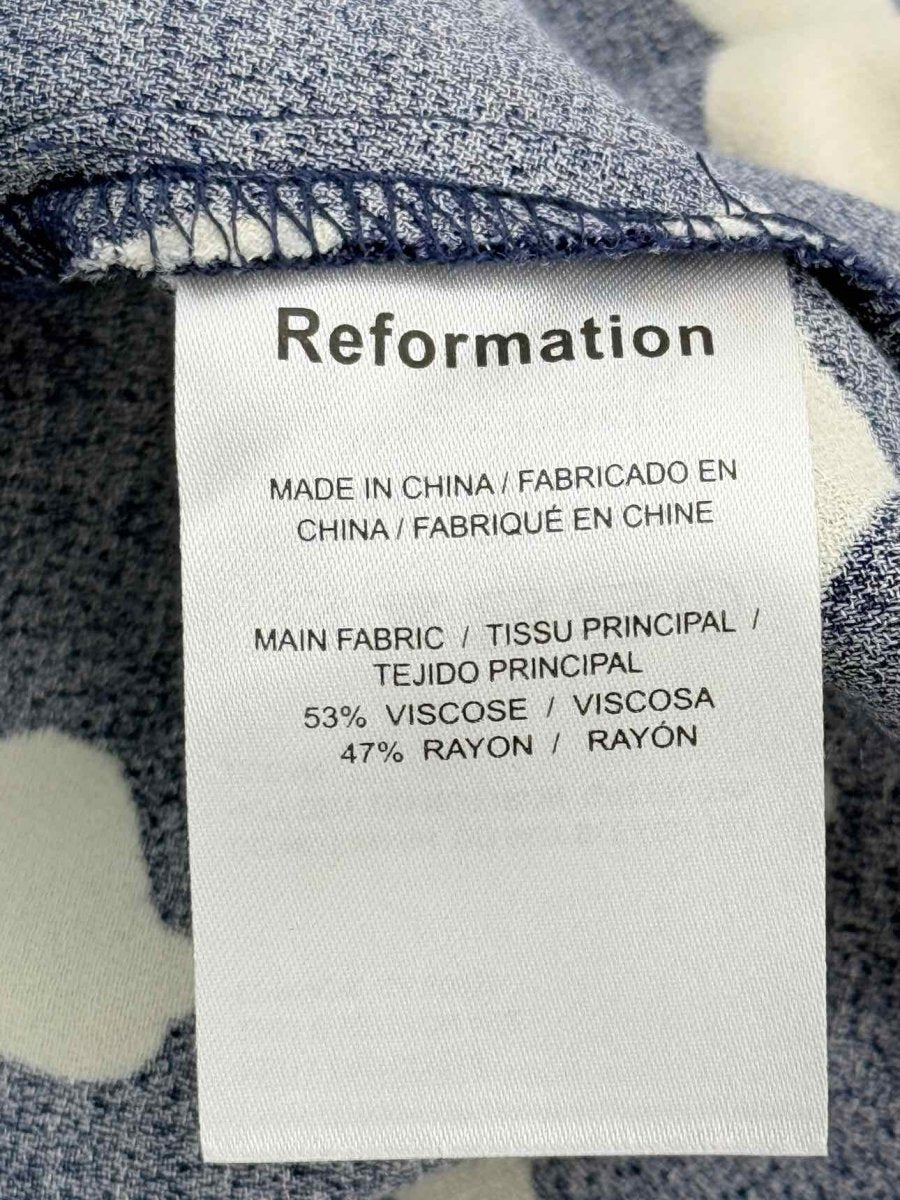 Reformation
MADE IN CHINA / FABRICADO EN
CHINA / FABRIQUÉ EN CHINE
MAIN FABRIC / TISSU PRINCIPAL /
TEJIDO PRINCIPAL
53% VISCOSE / VISCOSA
47% RAYON / RAYÓN